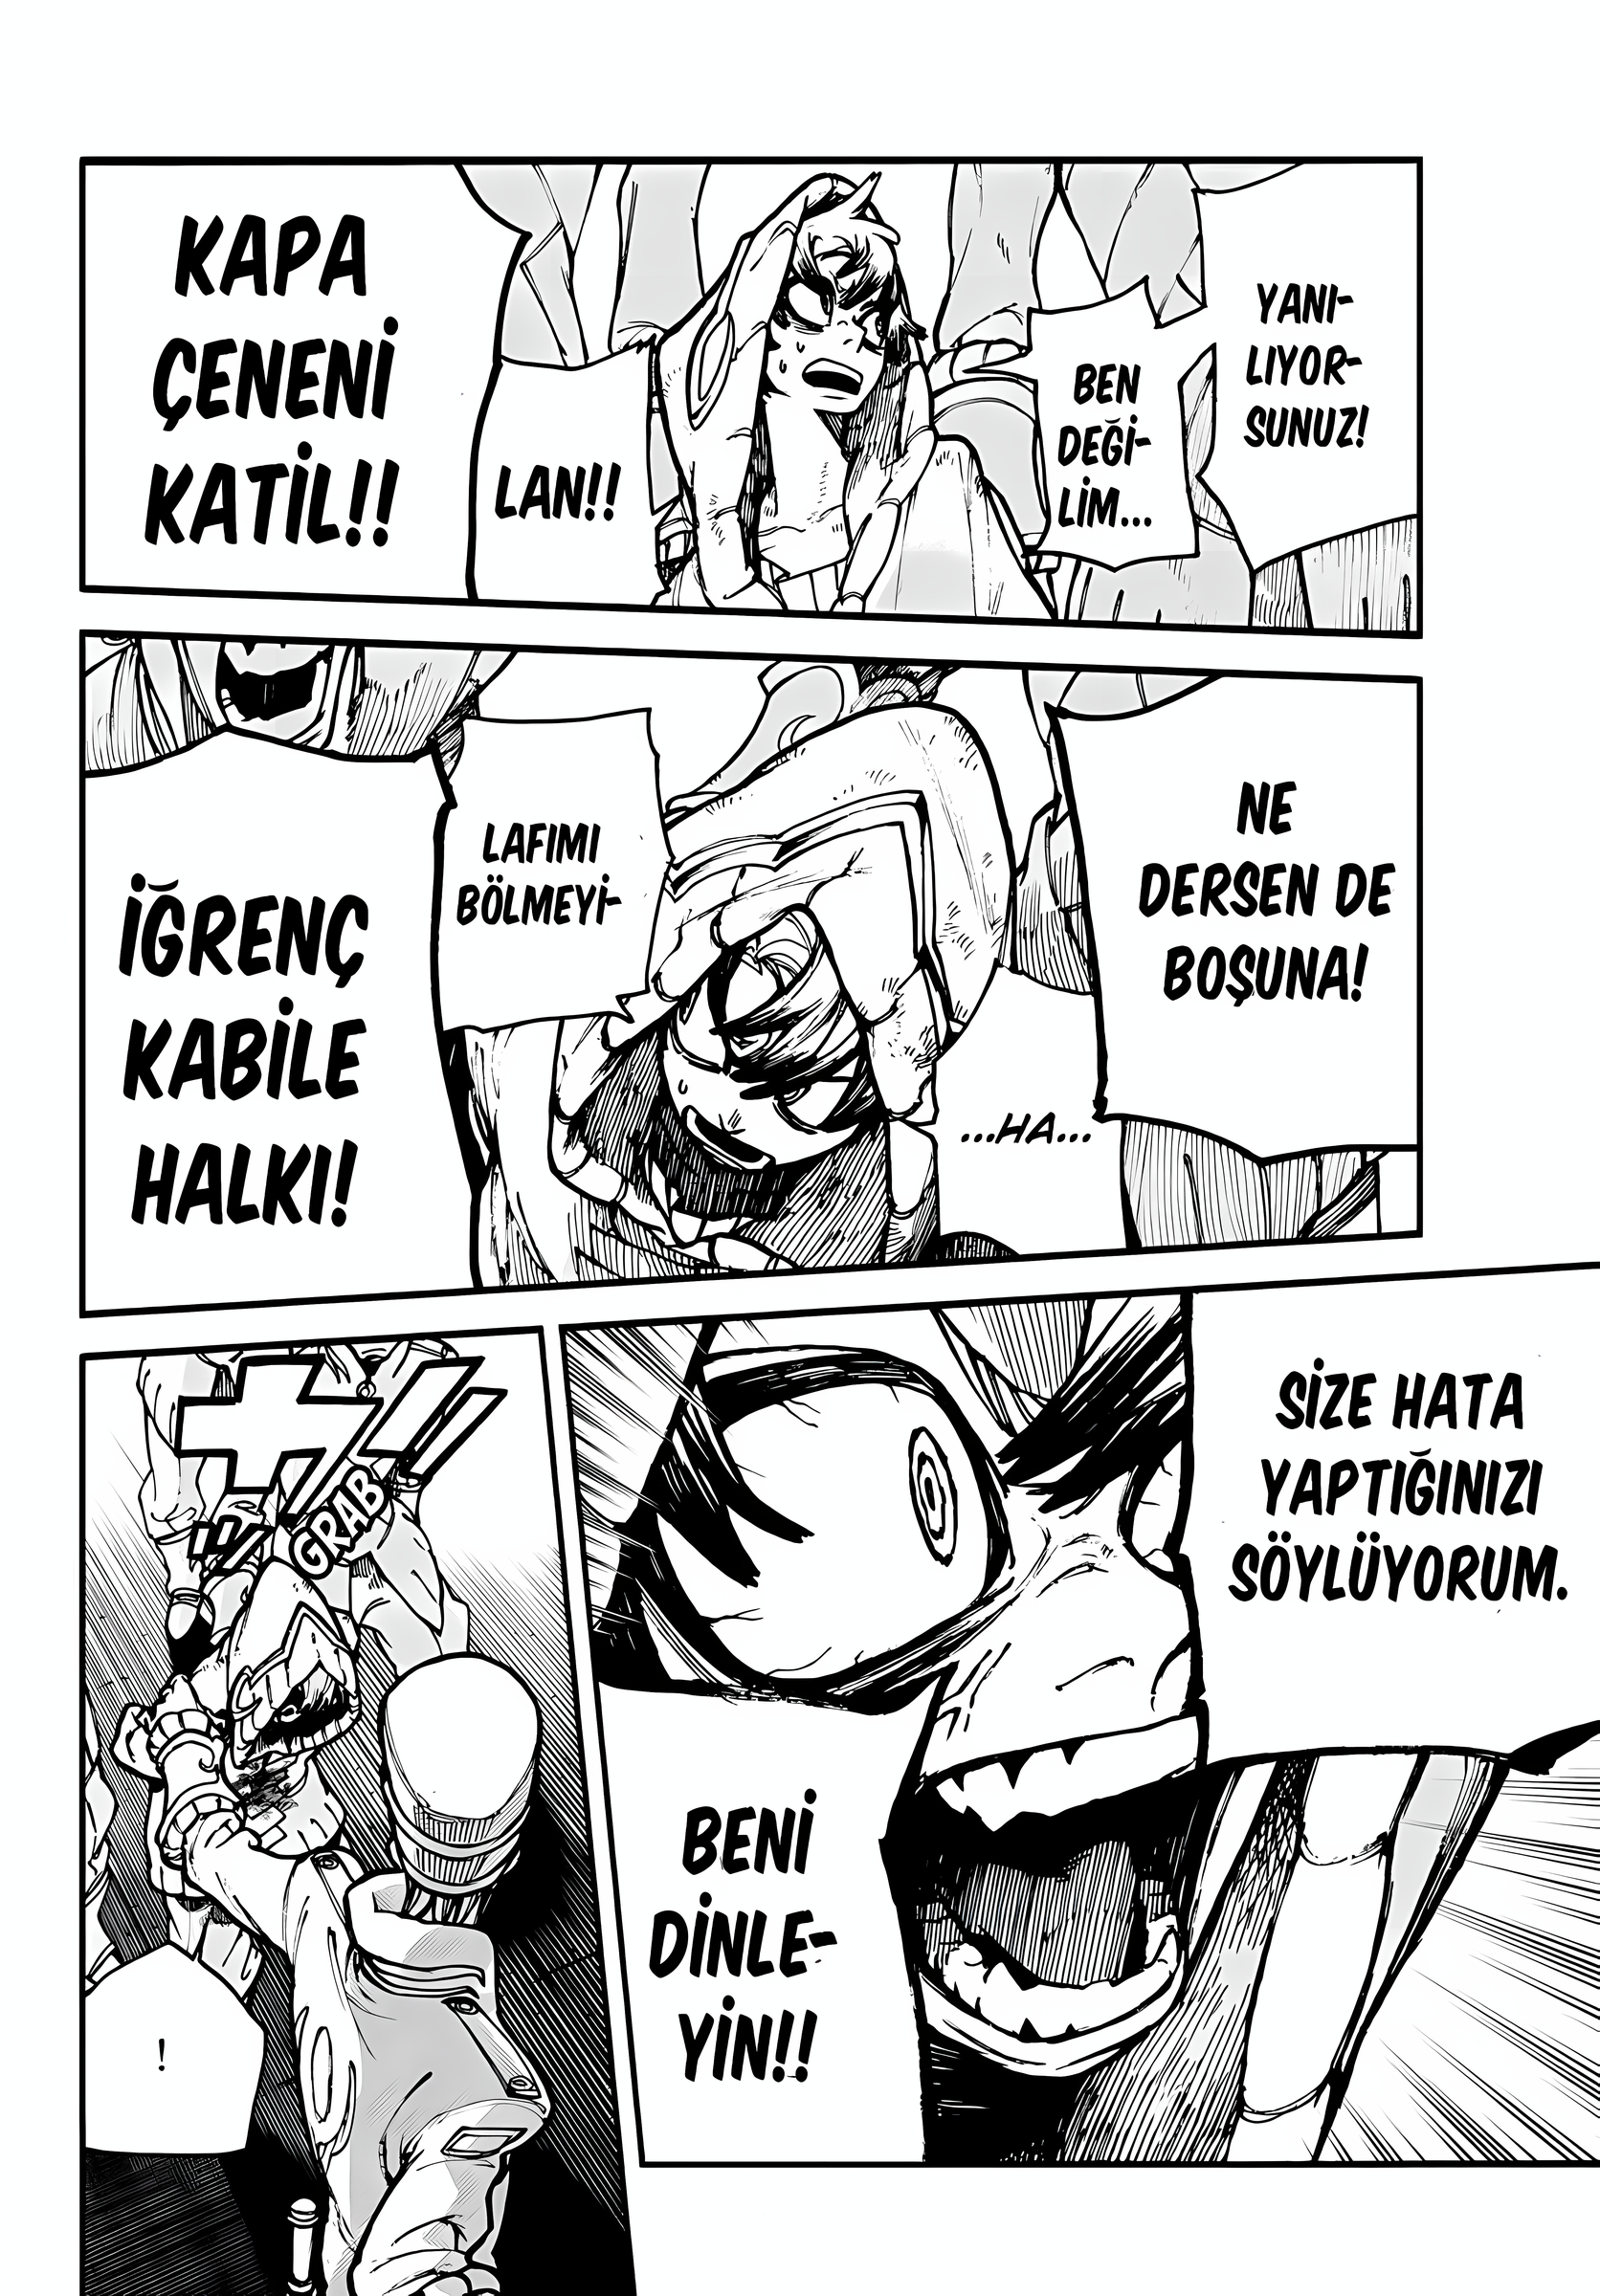 YANI-
LIYOR-
SUNUZ!
BEN
DEĞİ-
LİM...
LAN!!
KAPA
ÇENENİ
KATİL!!
NE
DERSEN DE
BOŞUNA!
...HA...
LAFIMI
BÖLMEYİ-
İĞRENÇ
KABİLE
HALKI!
SİZE HATA
YAPTIĞINIZI
SÖYLÜYORUM.
BENİ
DİNLE-
YİN!!
ガ!!
GRAB
!